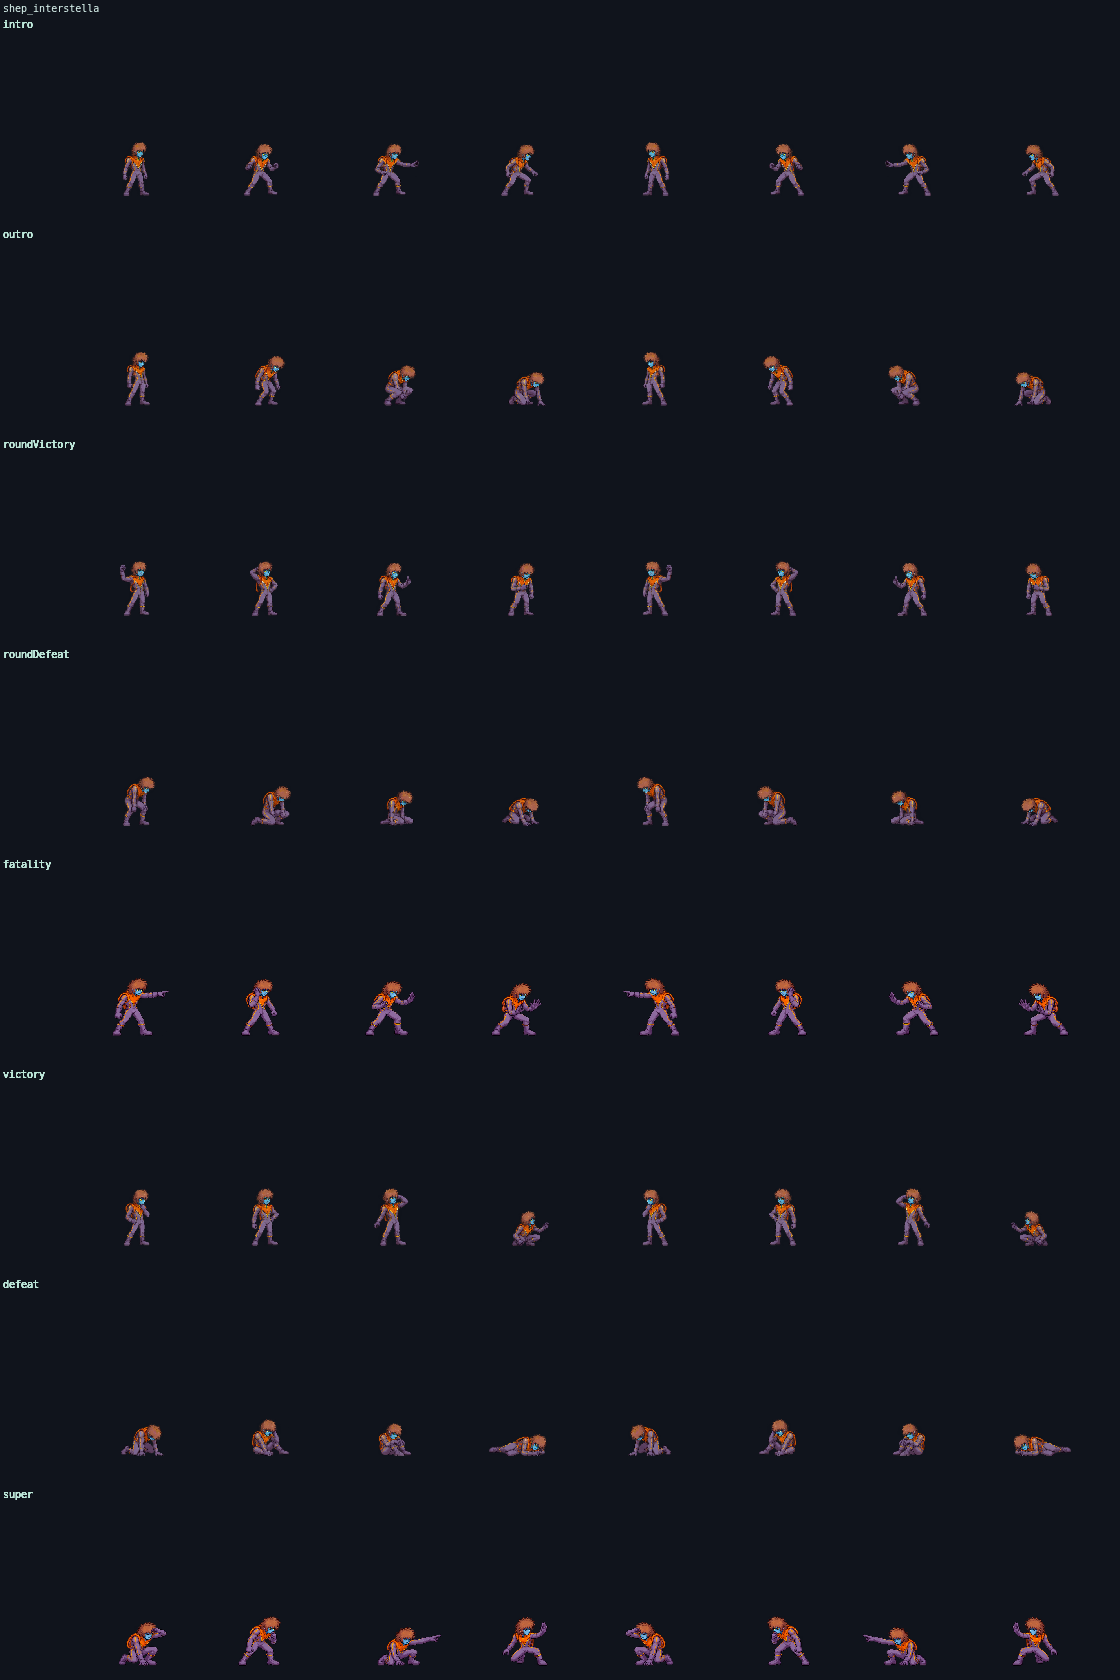 shep_interstella
intro
outro
roundVictory
roundDefeat
fatality
victory
defeat
super